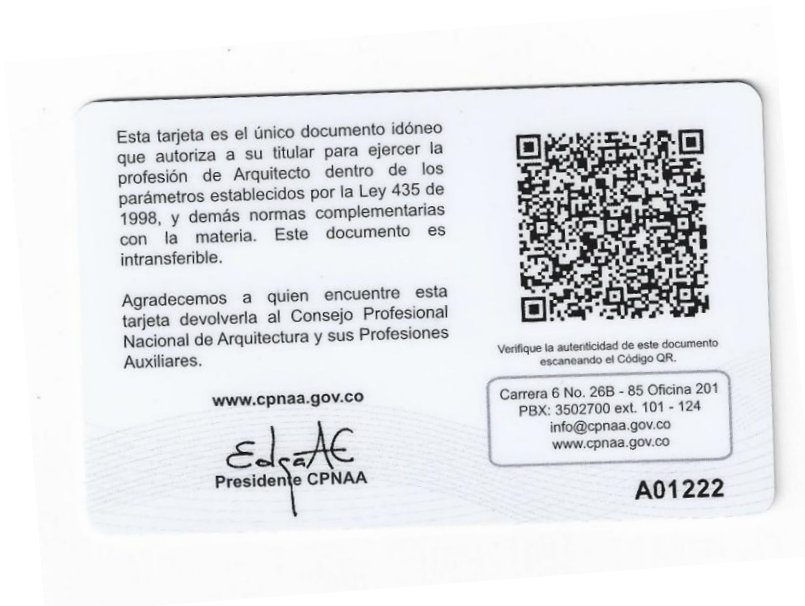 Esta tarjeta es el único documento idóneo
que autoriza a su titular para ejercer la
profesión de Arquitecto dentro de los
parámetros establecidos por la Ley 435 de
1998, y demás normas complementarias
con la materia. Este documento es
intransferible.
Agradecemos a quien encuentre esta
tarjeta devolverla al Consejo Profesional
Nacional de Arquitectura y sus Profesiones
Auxiliares.
www.cpnaa.gov.co
Presidente CPNAA
Verifique la autenticidad de este documento
escaneando el Código QR.
Carrera 6 No. 26B - 85 Oficina 201
PBX: 3502700 ext. 101 - 124
info@cpnaa.gov.co
www.cpnaa.gov.co
A01222